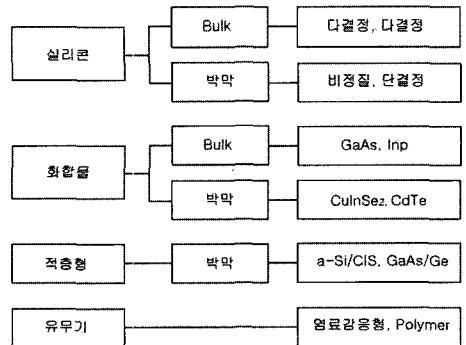 실리콘
Bulk
다결정, 다결정
박막
비정질, 단결정
화합물
Bulk
GaAs, Inp
박막
CuInSe2, CdTe
적층형
박막
a-Si/CIS, GaAs/Ge
유무기
염료감응형, Polymer